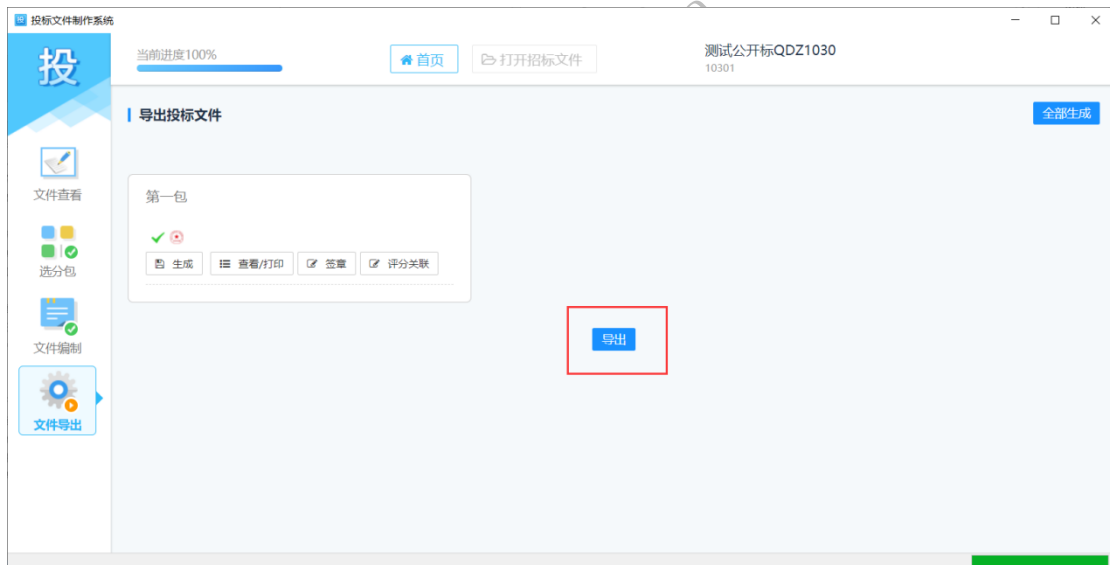 投标文件制作系统
投
当前进度100%
首页
打开招标文件
测试公开标QDZ1030
10301
导出投标文件
全部生成
文件查看
选分包
文件编制
文件导出
第一包
生成
查看/打印
签章
评分关联
导出